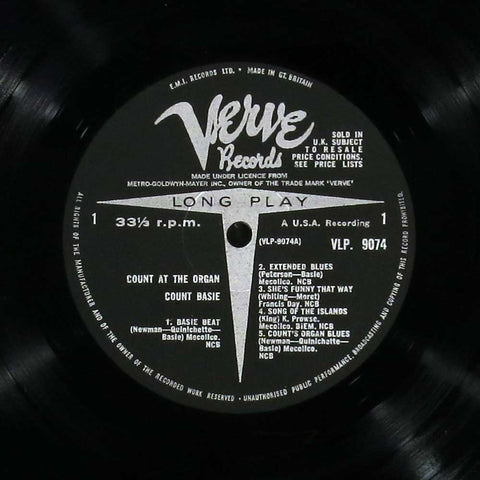 E.M.I. RECORDS LTD. • MADE IN GT. BRITAIN
Verve
Records
SOLD IN
U.K. SUBJECT
TO RESALE
PRICE CONDITIONS,
SEE PRICE LISTS
MADE UNDER LICENCE FROM
METRO-GOLDWYN-MAYER INC., OWNER OF THE TRADE MARK "VERVE"
LONG PLAY
1 33⅓ r.p.m. A U.S.A. Recording 1
(VLP-9074A) VLP. 9074
COUNT AT THE ORGAN
COUNT BASIE
1. BASIE BEAT
(Newman—Quinichette—
Basie) Mecolico.
NCB
2. EXTENDED BLUES
(Peterson—Basie)
Mecolico. NCB
3. SHE'S FUNNY THAT WAY
(Whiting—Moret)
Francis Day. NCB
4. SONG OF THE ISLANDS
(King) K. Prowse.
Mecolico. BIEM. NCB
5. COUNT'S ORGAN BLUES
(Newman—Quinichette—
Basie) Mecolico.
NCB
ALL RIGHTS OF THE MANUFACTURER AND OF THE OWNER OF THE RECORDED WORK RESERVED • UNAUTHORISED PUBLIC PERFORMANCE, BROADCASTING AND COPYING OF THIS RECORD PROHIBITED